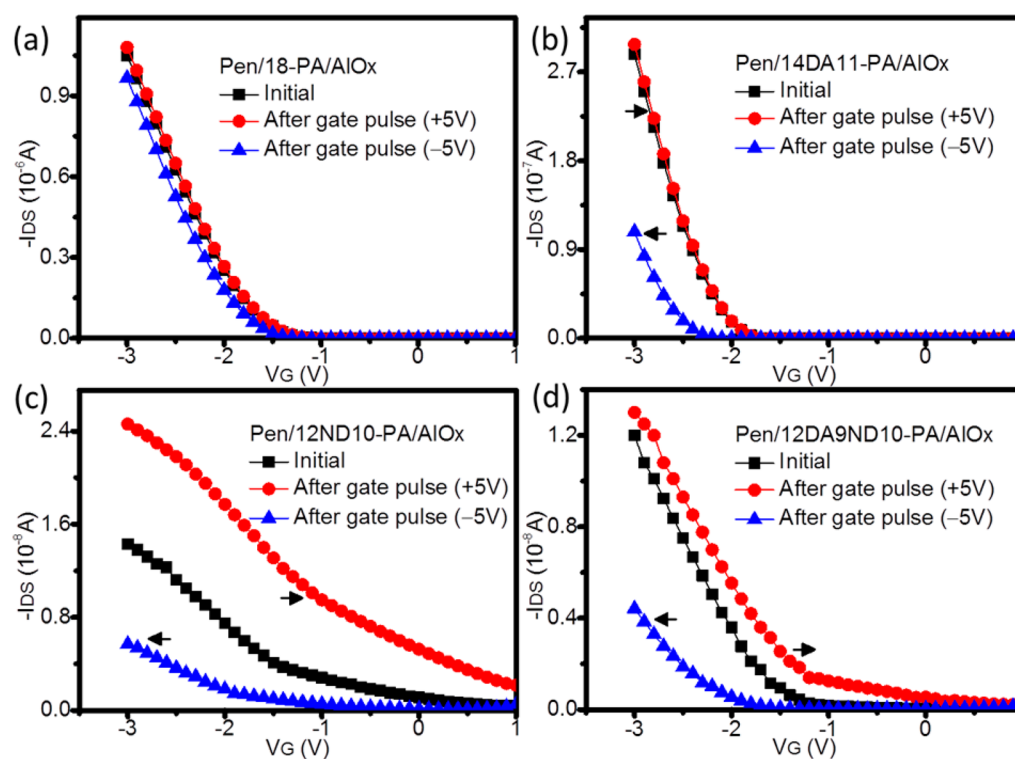 (a)
Pen/18-PA/AlOx
Initial
After gate pulse (+5V)
After gate pulse (−5V)
-IDS (10⁻⁶A)
0.9
0.6
0.3
0.0
-3 -2 -1 0 1
VG (V)
(b)
Pen/14DA11-PA/AlOx
Initial
After gate pulse (+5V)
After gate pulse (−5V)
-IDS (10⁻⁷A)
2.7
1.8
0.9
0.0
-3 -2 -1 0
VG (V)
(c)
Pen/12ND10-PA/AlOx
Initial
After gate pulse (+5V)
After gate pulse (−5V)
-IDS (10⁻⁸A)
2.4
1.6
0.8
0.0
-3 -2 -1 0 1
VG (V)
(d)
Pen/12DA9ND10-PA/AlOx
Initial
After gate pulse (+5V)
After gate pulse (−5V)
-IDS (10⁻⁸A)
1.2
0.8
0.4
0.0
-3 -2 -1 0
VG (V)